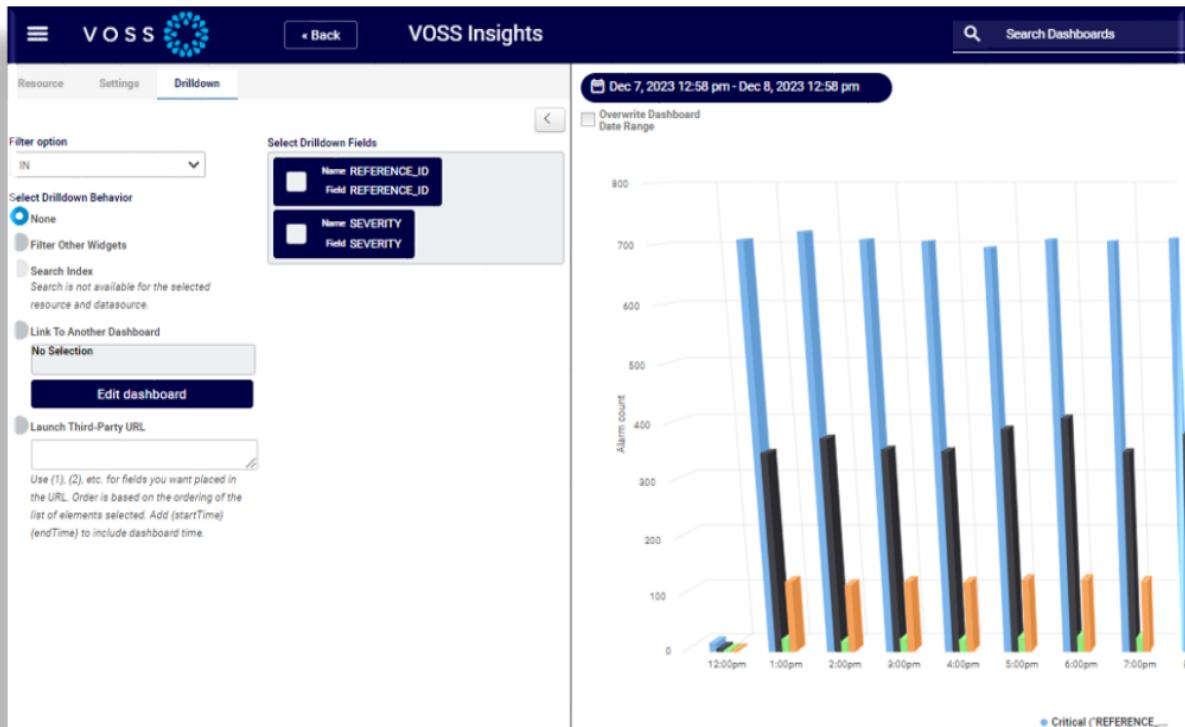 VOSS
« Back
VOSS Insights
Search Dashboards
Resource
Settings
Drilldown
Filter option
IN
Select Drilldown Behavior
None
Filter Other Widgets
Search Index
Search is not available for the selected
resource and datasource.
Link To Another Dashboard
No Selection
Edit dashboard
Launch Third-Party URL
Use {1}, {2}, etc. for fields you want placed in
the URL. Order is based on the ordering of the
list of elements selected. Add {startTime}
{endTime} to include dashboard time.
Select Drilldown Fields
Name REFERENCE_ID
Field REFERENCE_ID
Name SEVERITY
Field SEVERITY
Dec 7, 2023 12:58 pm - Dec 8, 2023 12:58 pm
Overwrite Dashboard
Date Range
Alarm count
800
700
600
500
400
300
200
100
0
12:00pm
1:00pm
2:00pm
3:00pm
4:00pm
5:00pm
6:00pm
7:00pm
Critical ("REFERENCE_...